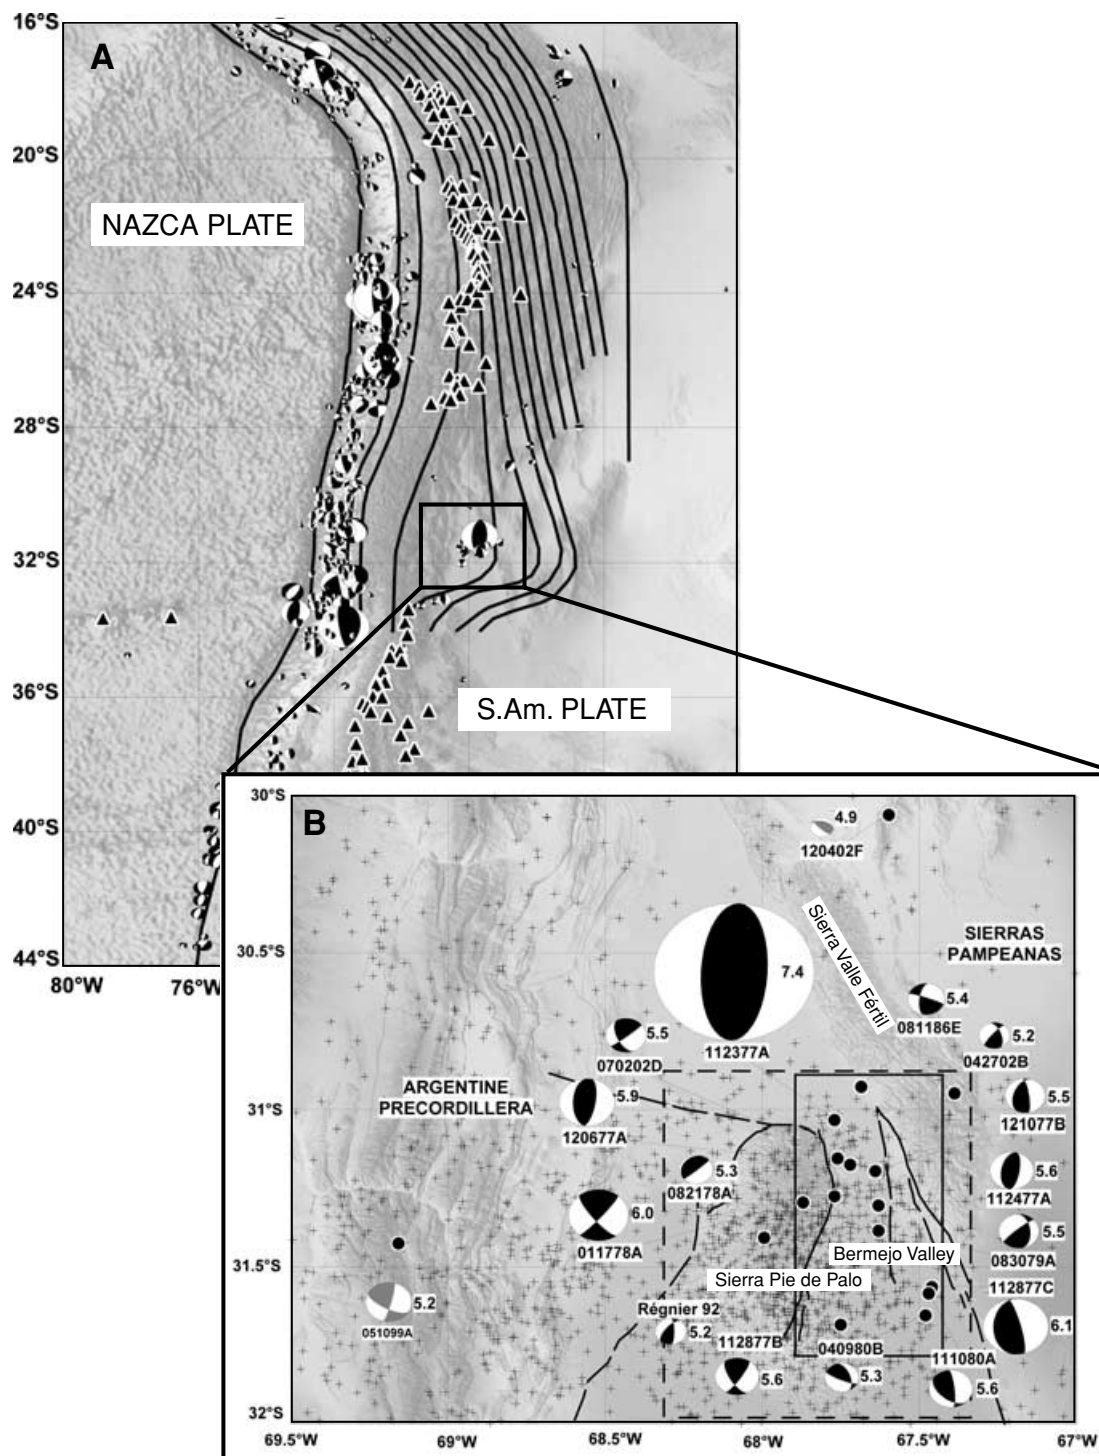 16°S
A
20°S
NAZCA PLATE
24°S
28°S
32°S
36°S
S.Am. PLATE
40°S
44°S
80°W
76°W
30°S
B
4.9
120402F
Sierra Valle Fértil
SIERRAS
PAMPEANAS
30.5°S
7.4
112377A
5.4
081186E
5.5
070202D
5.2
042702B
ARGENTINE
PRECORDILLERA
5.9
120677A
31°S
5.5
121077B
5.3
082178A
5.6
112477A
6.0
011778A
5.5
083079A
Bermejo Valley
31.5°S
Sierra Pie de Palo
112877C
5.2
051099A
Régnier 92
5.2
112877B
6.1
040980B
111080A
5.6
5.3
5.6
32°S
69.5°W
69°W
68.5°W
68°W
67.5°W
67°W